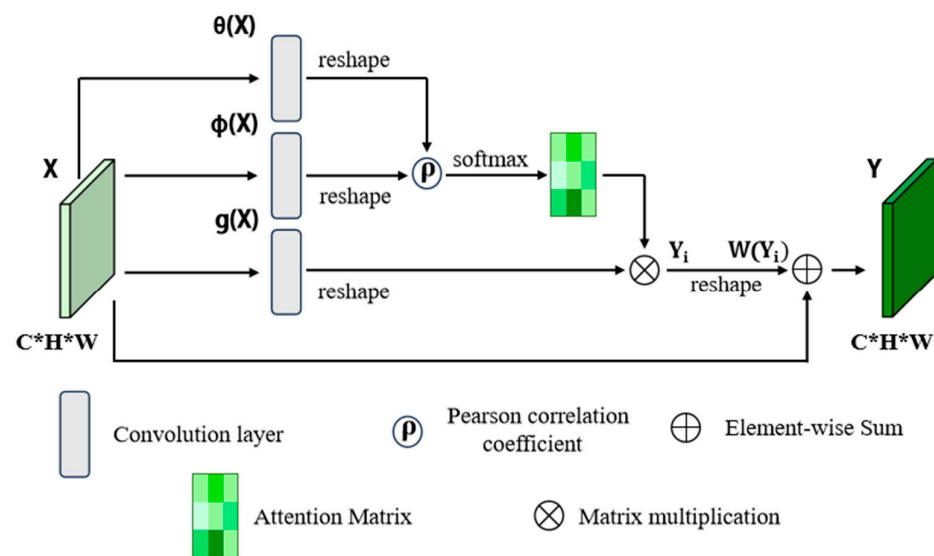 θ(X)
reshape
ϕ(X)
X
softmax
ρ
Y
reshape
g(X)
Yi
W(Yi)
reshape
reshape
C*H*W
C*H*W
Convolution layer
ρ
Pearson correlation
coefficient
Element-wise Sum
Attention Matrix
Matrix multiplication